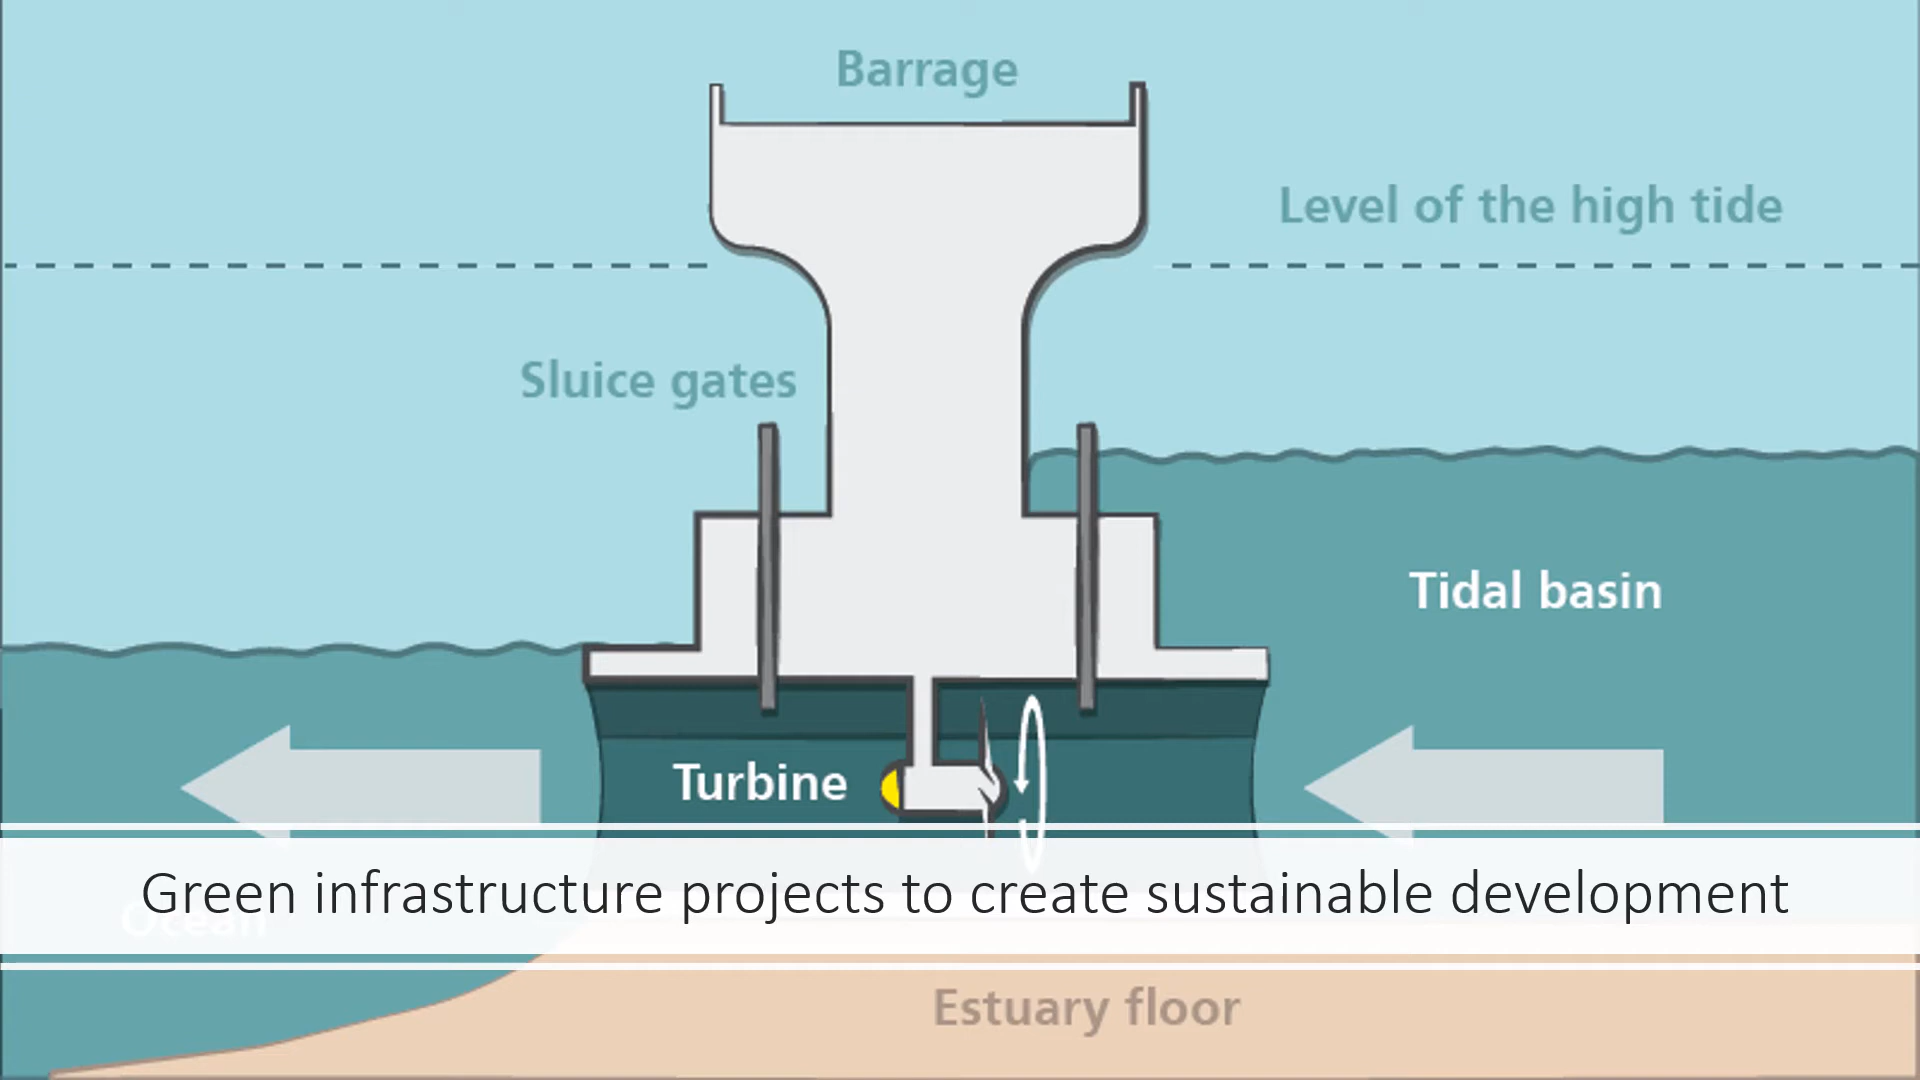 Barrage
Level of the high tide
Sluice gates
Tidal basin
Turbine
Green infrastructure projects to create sustainable development
Ocean
Estuary floor